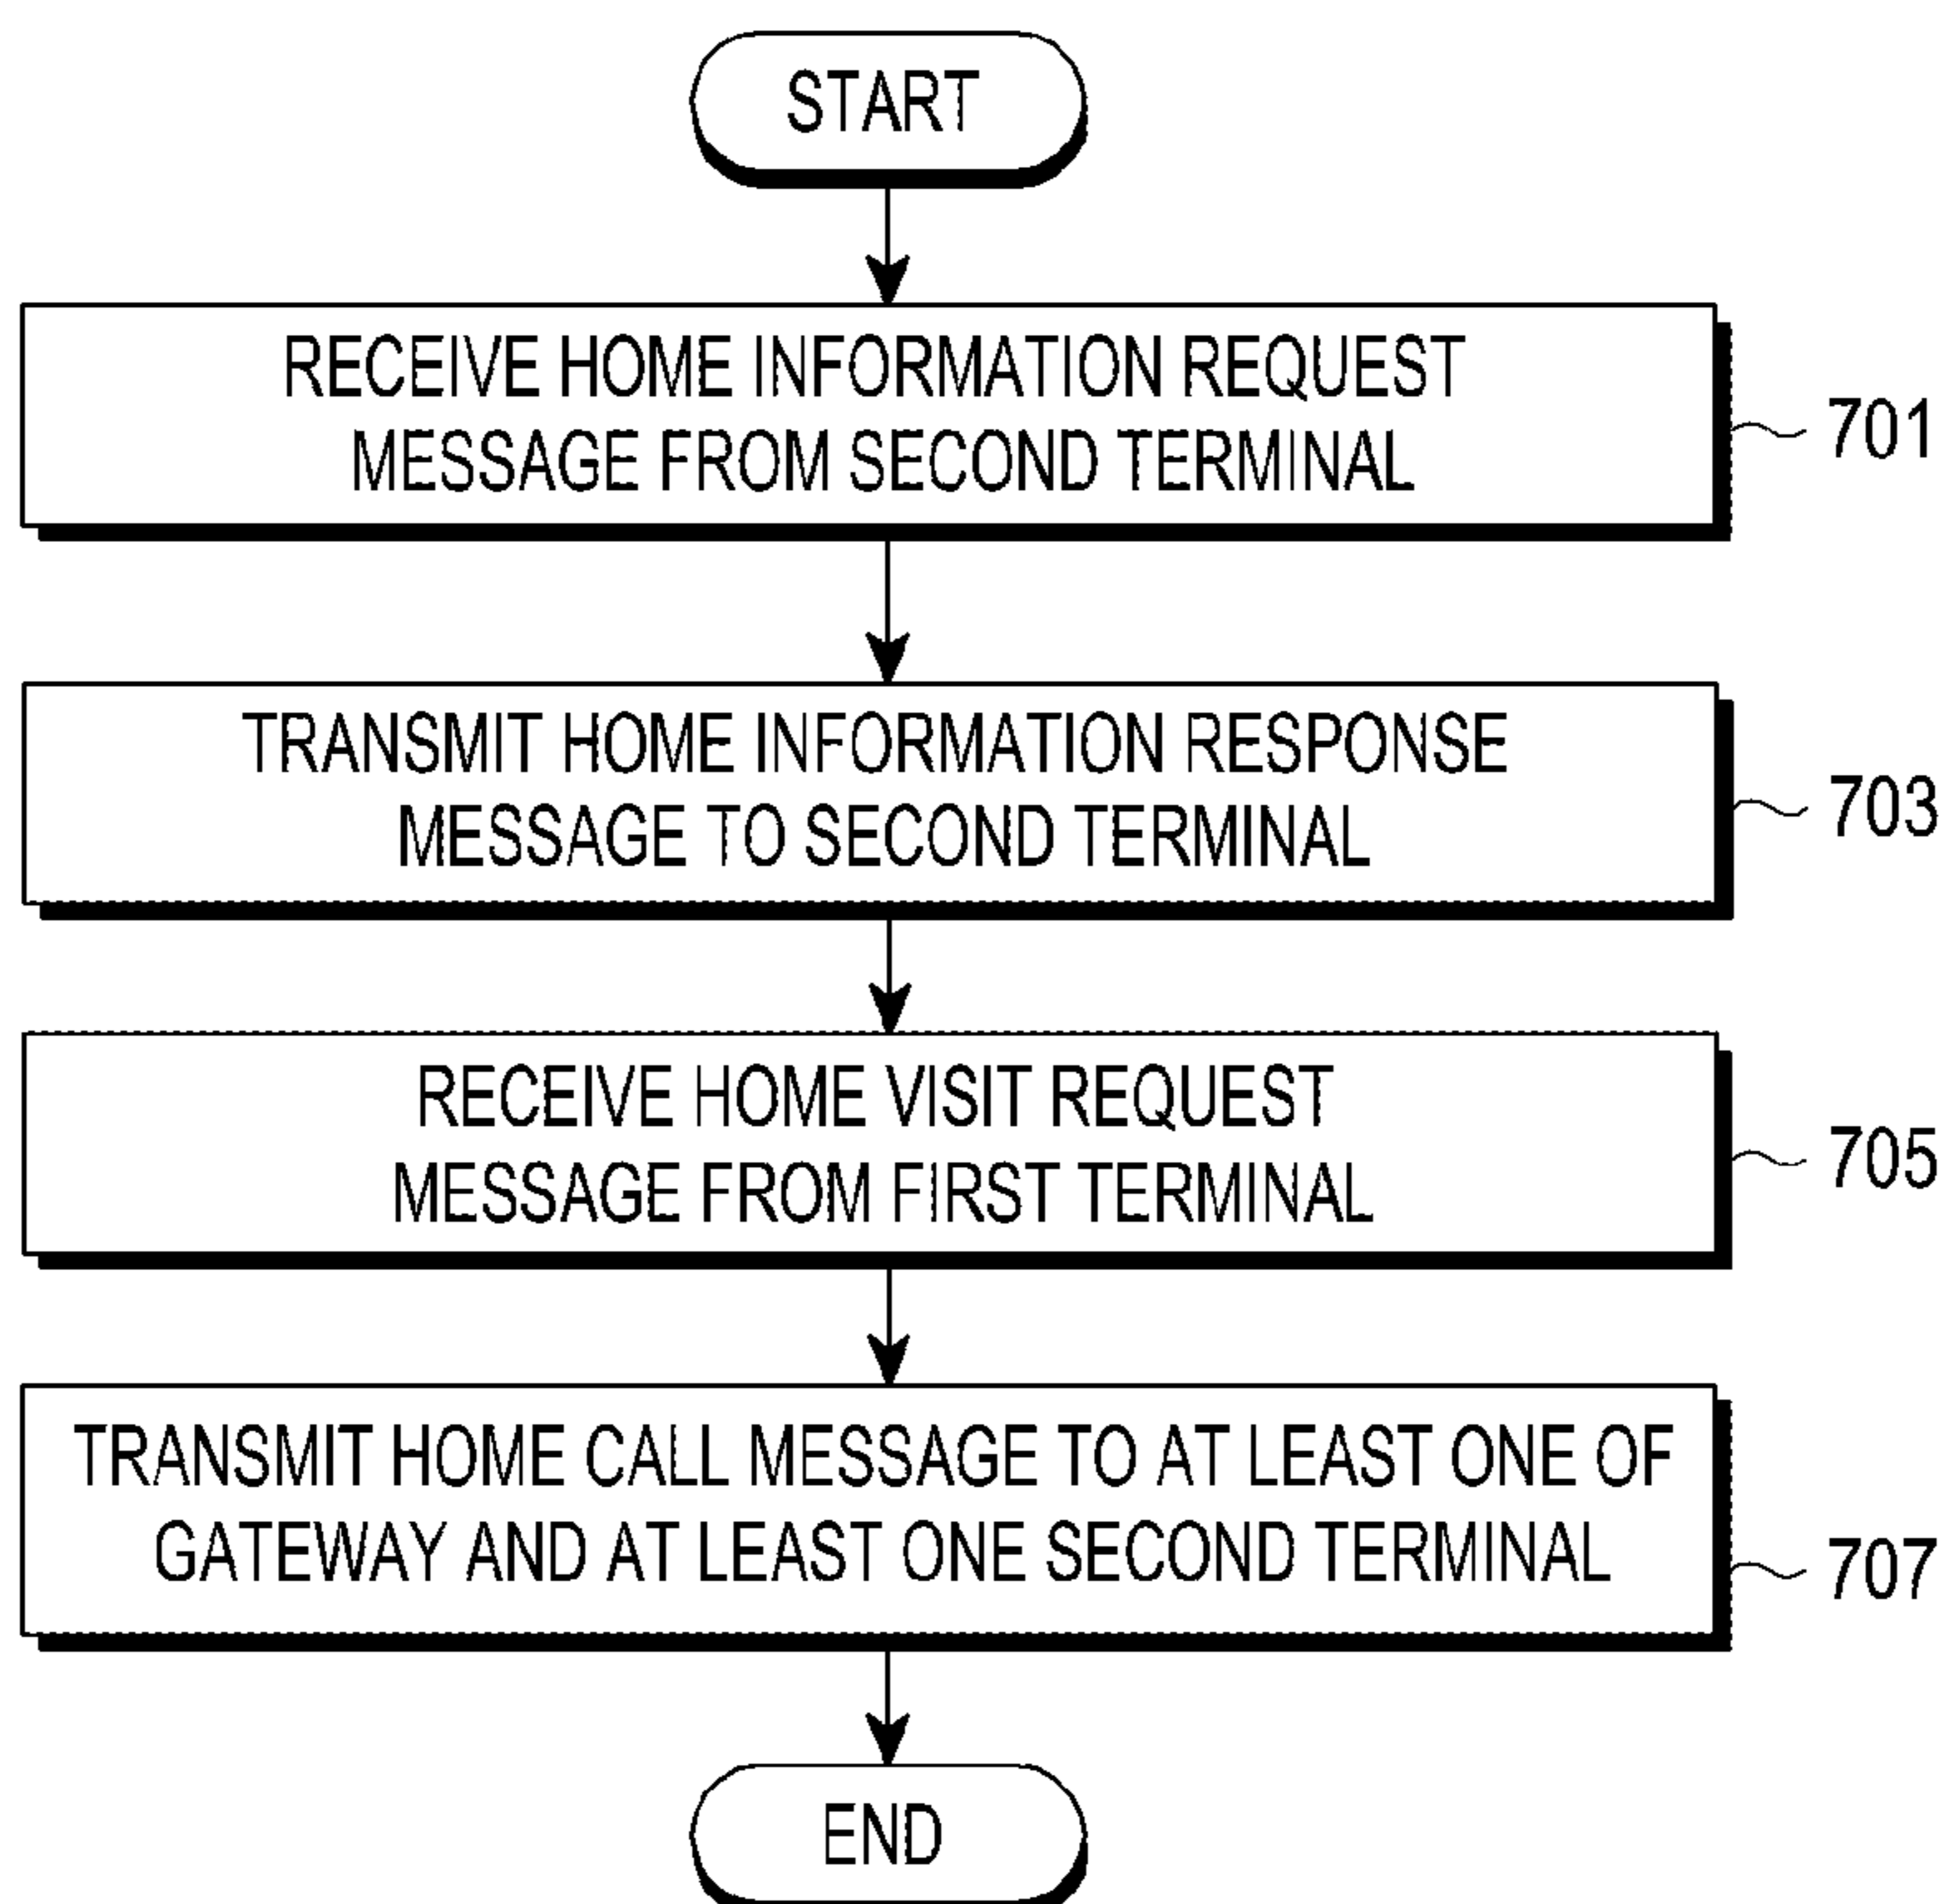 START
RECEIVE HOME INFORMATION REQUEST
MESSAGE FROM SECOND TERMINAL
701
TRANSMIT HOME INFORMATION RESPONSE
MESSAGE TO SECOND TERMINAL
703
RECEIVE HOME VISIT REQUEST
MESSAGE FROM FIRST TERMINAL
705
TRANSMIT HOME CALL MESSAGE TO AT LEAST ONE OF
GATEWAY AND AT LEAST ONE SECOND TERMINAL
707
END